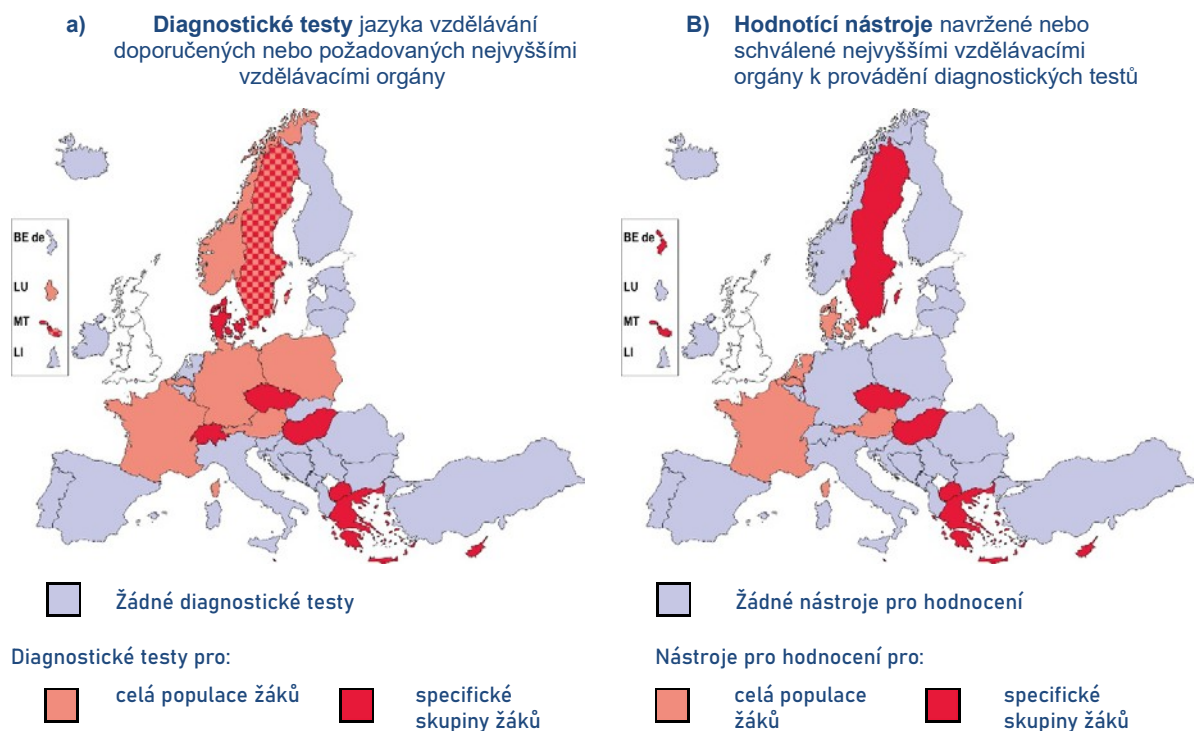 a) Diagnostické testy jazyka vzdělávání
doporučených nebo požadovaných nejvyššími
vzdělávacími orgány
B) Hodnotící nástroje navržené nebo
schválené nejvyššími vzdělávacími
orgány k provádění diagnostických testů
BE de
LU
MT
LI
BE de
LU
MT
LI
Žádné diagnostické testy
Žádné nástroje pro hodnocení
Diagnostické testy pro:
Nástroje pro hodnocení pro:
celá populace žáků
specifické
skupiny žáků
celá populace
žáků
specifické
skupiny žáků